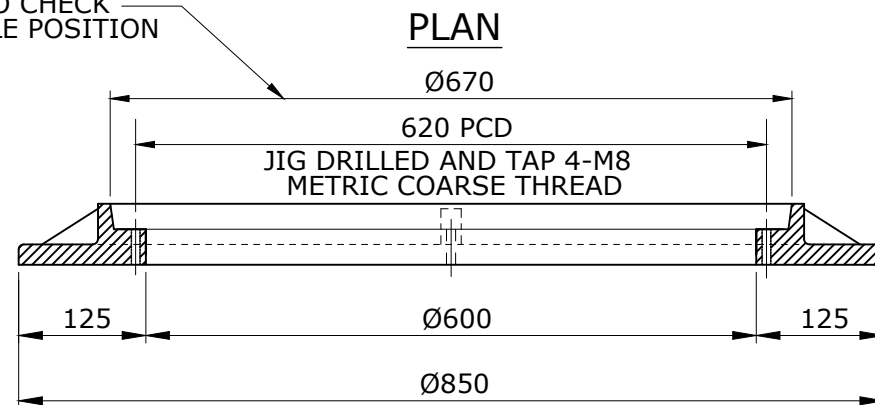 CHECK
POSITION
PLAN
Ø670
620 PCD
JIG DRILLED AND TAP 4-M8
METRIC COARSE THREAD
125
Ø600
125
Ø850